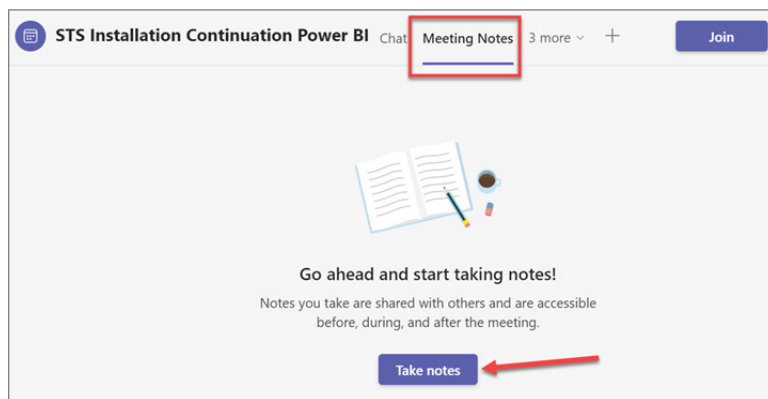 STS Installation Continuation Power BI Chat Meeting Notes 3 more Join
Go ahead and start taking notes!
Notes you take are shared with others and are accessible
before, during, and after the meeting.
Take notes